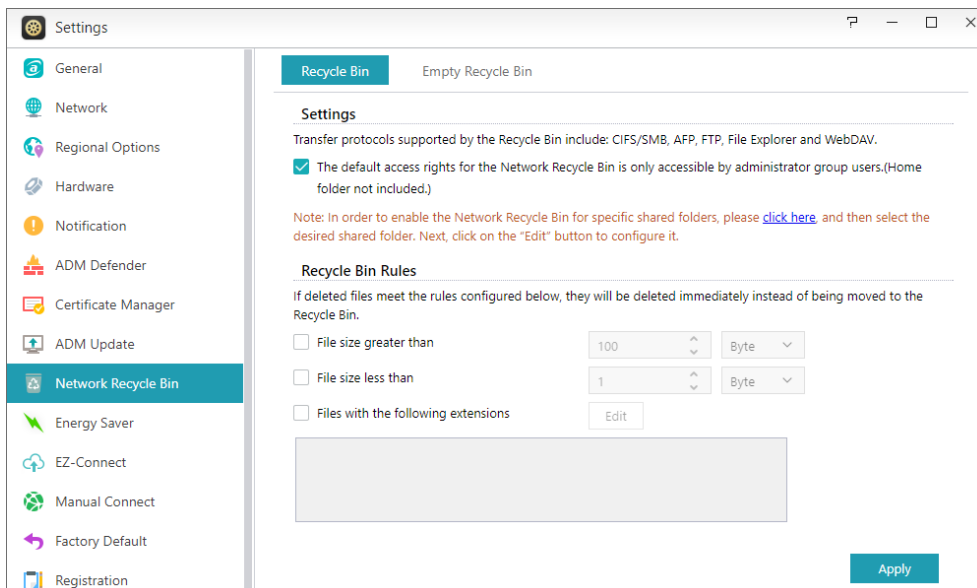 Settings
General
Network
Regional Options
Hardware
Notification
ADM Defender
Certificate Manager
ADM Update
Network Recycle Bin
Energy Saver
EZ-Connect
Manual Connect
Factory Default
Registration
Recycle Bin
Empty Recycle Bin
Settings
Transfer protocols supported by the Recycle Bin include: CIFS/SMB, AFP, FTP, File Explorer and WebDAV.
The default access rights for the Network Recycle Bin is only accessible by administrator group users.(Home
folder not included.)
Note: In order to enable the Network Recycle Bin for specific shared folders, please click here, and then select the
desired shared folder. Next, click on the “Edit” button to configure it.
Recycle Bin Rules
If deleted files meet the rules configured below, they will be deleted immediately instead of being moved to the
Recycle Bin.
File size greater than 100 Byte
File size less than 1 Byte
Files with the following extensions Edit
Apply